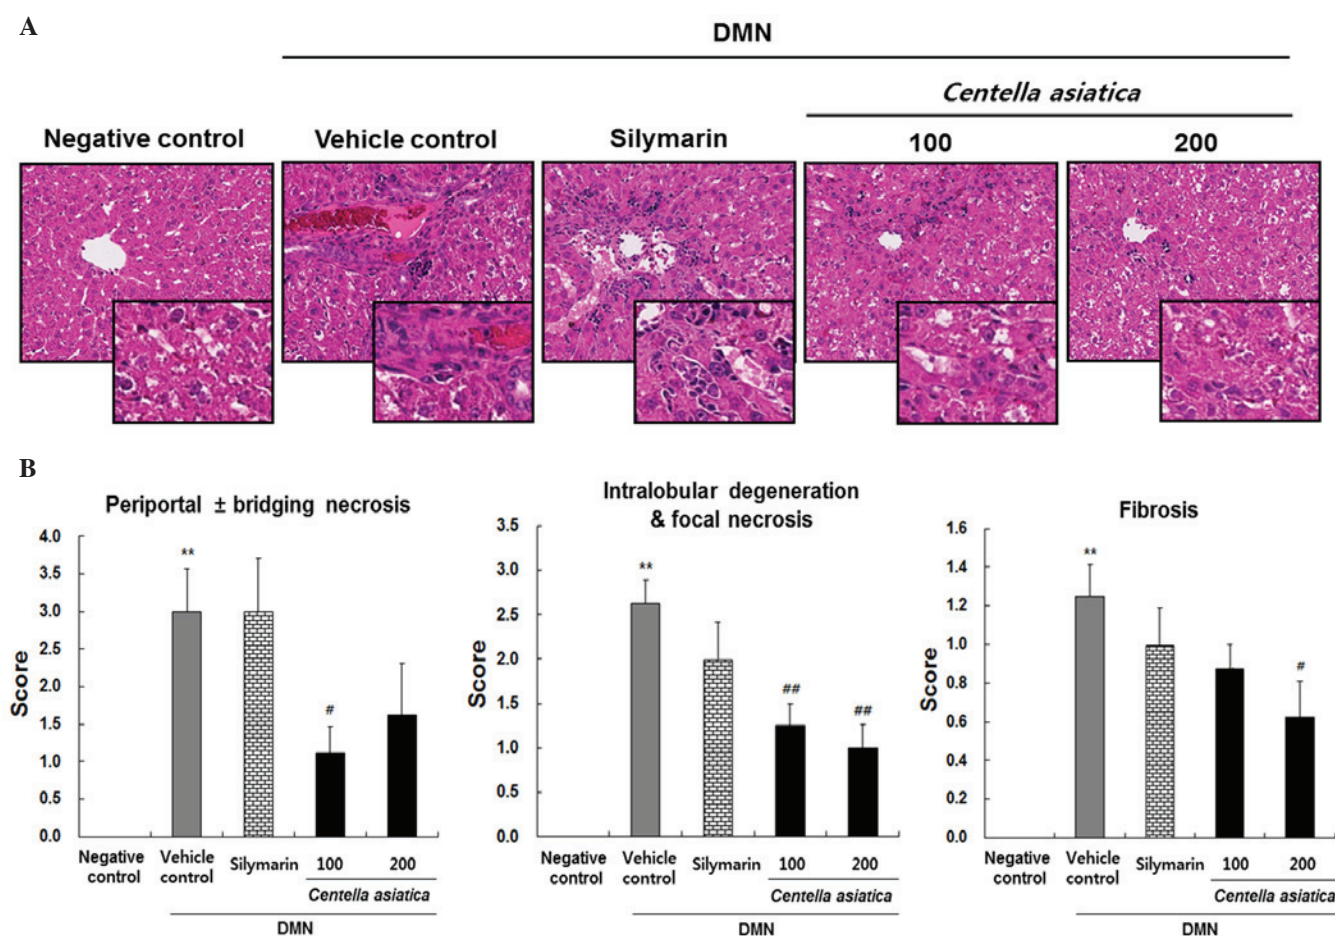 A
DMN
Centella asiatica
Negative control
Vehicle control
Silymarin
100
200
B
Periportal ± bridging necrosis
Score
4.0
3.5
3.0
2.5
2.0
1.5
1.0
0.5
0.0
**
#
Negative control
Vehicle control
Silymarin
100
200
Centella asiatica
DMN
Intralobular degeneration
& focal necrosis
Score
3.5
3.0
2.5
2.0
1.5
1.0
0.5
0.0
**
##
##
Negative control
Vehicle control
Silymarin
100
200
Centella asiatica
DMN
Fibrosis
Score
1.6
1.4
1.2
1.0
0.8
0.6
0.4
0.2
0.0
**
#
Negative control
Vehicle control
Silymarin
100
200
Centella asiatica
DMN